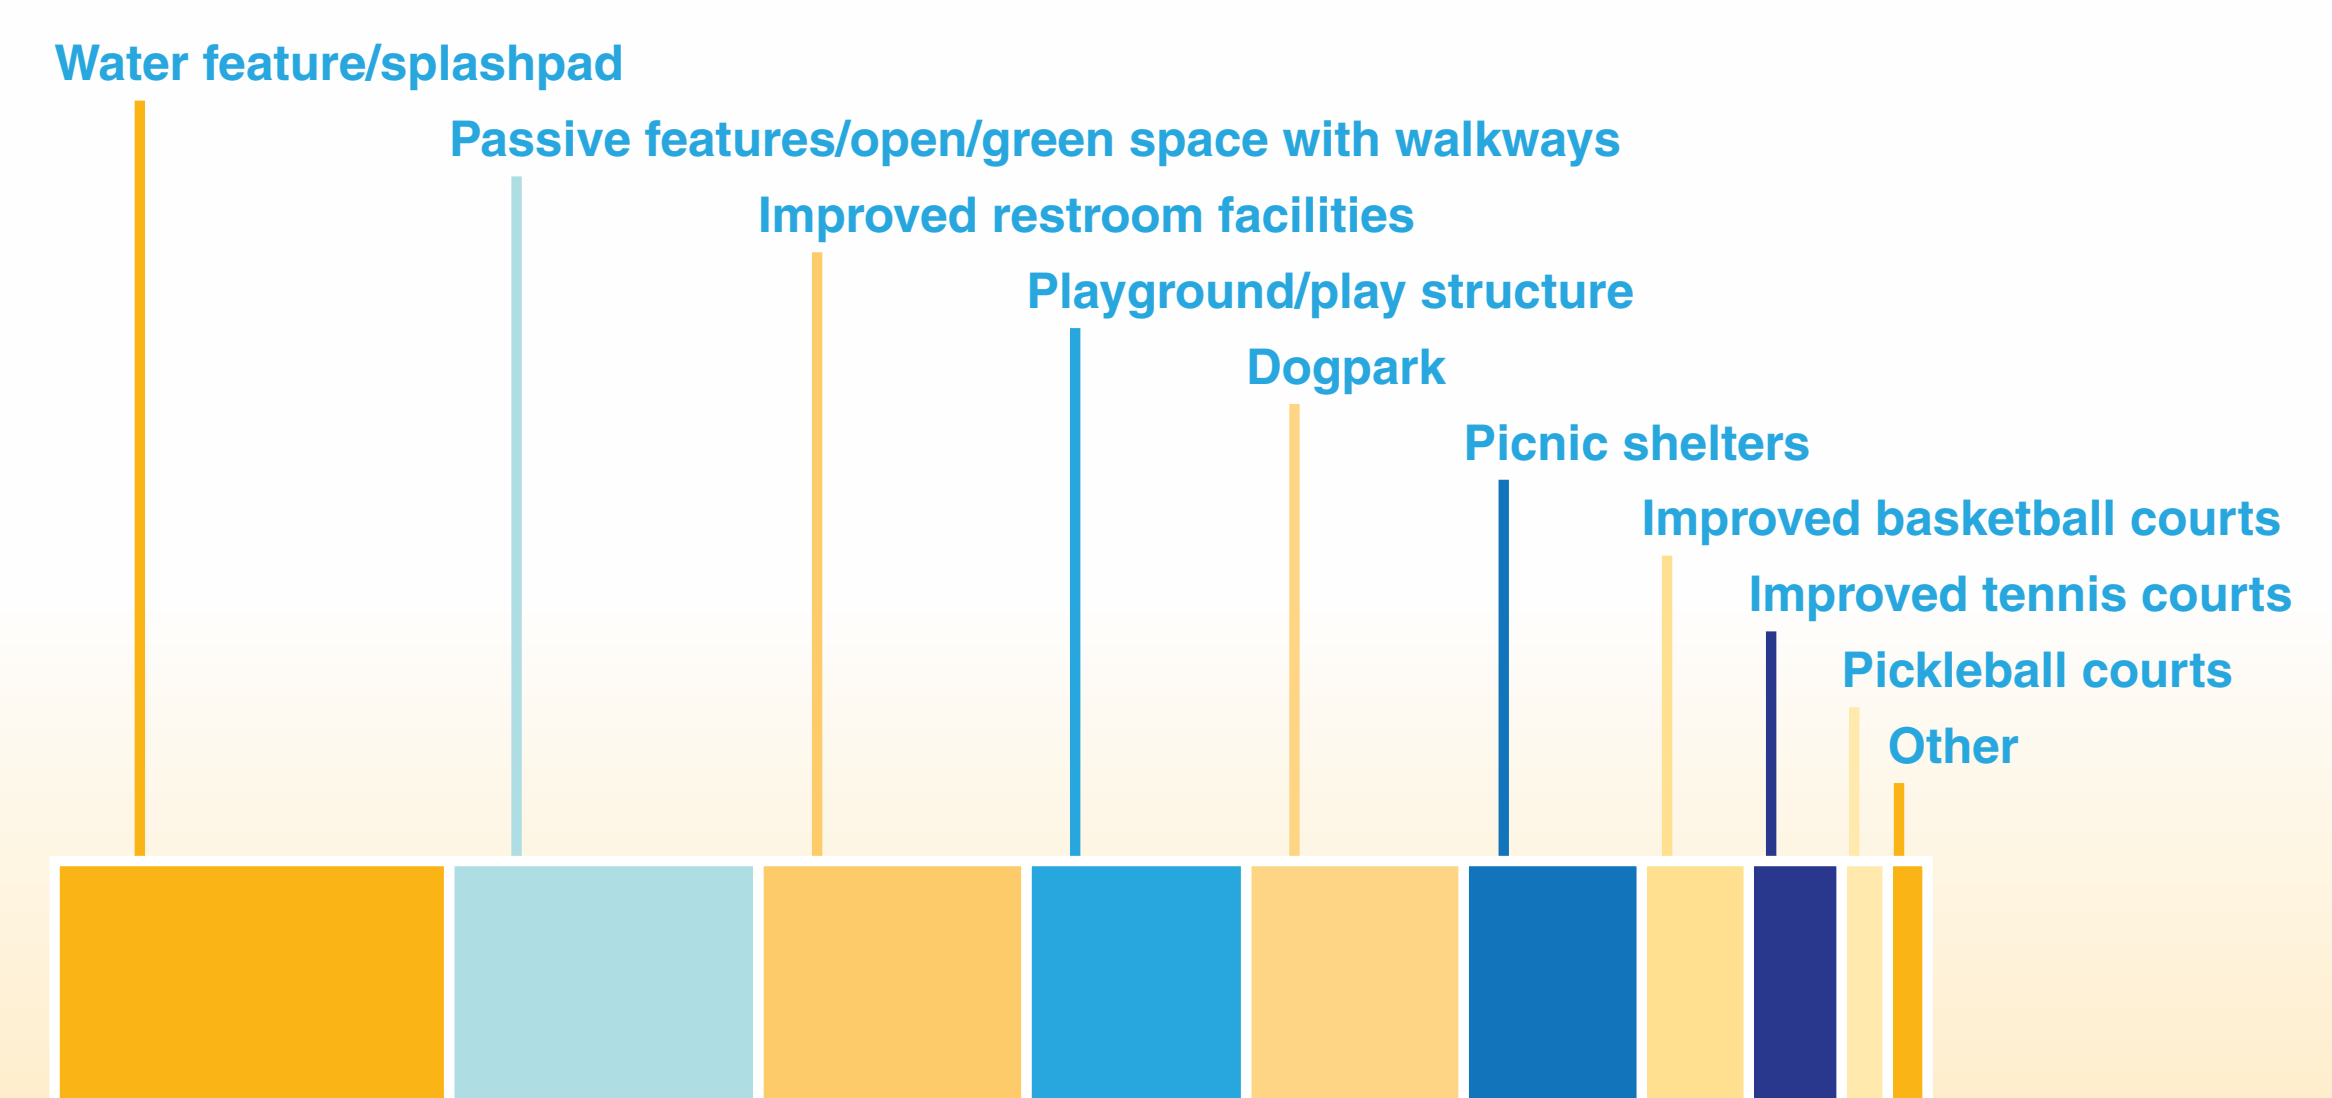 Water feature/splashpad
Passive features/open/green space with walkways
Improved restroom facilities
Playground/play structure
Dogpark
Picnic shelters
Improved basketball courts
Improved tennis courts
Pickleball courts
Other